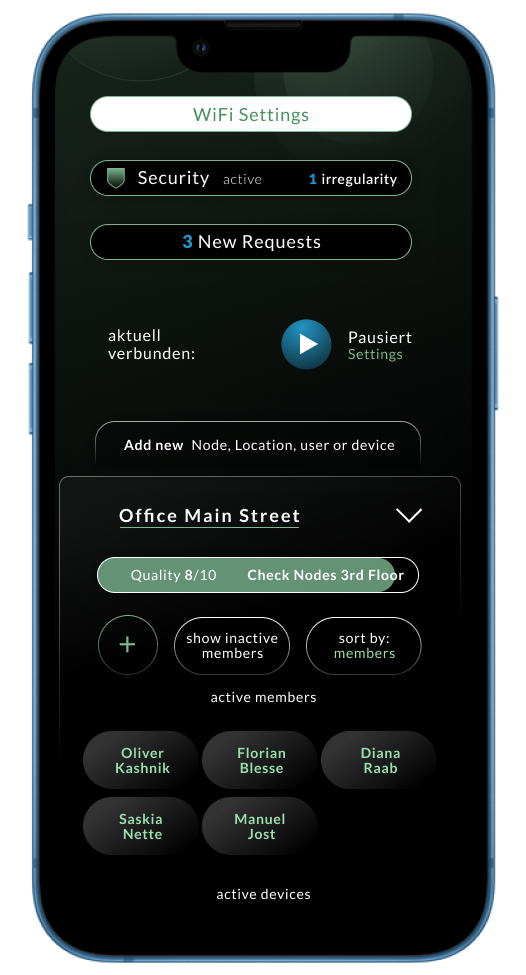 WiFi Settings
Security active 1 irregularity
3 New Requests
aktuell
verbunden:
Pausiert
Settings
Add new Node, Location, user or device
Office Main Street
Quality 8/10 Check Nodes 3rd Floor
+
show inactive
members
sort by:
members
active members
Oliver
Kashnik
Florian
Blesse
Diana
Raab
Saskia
Nette
Manuel
Jost
active devices